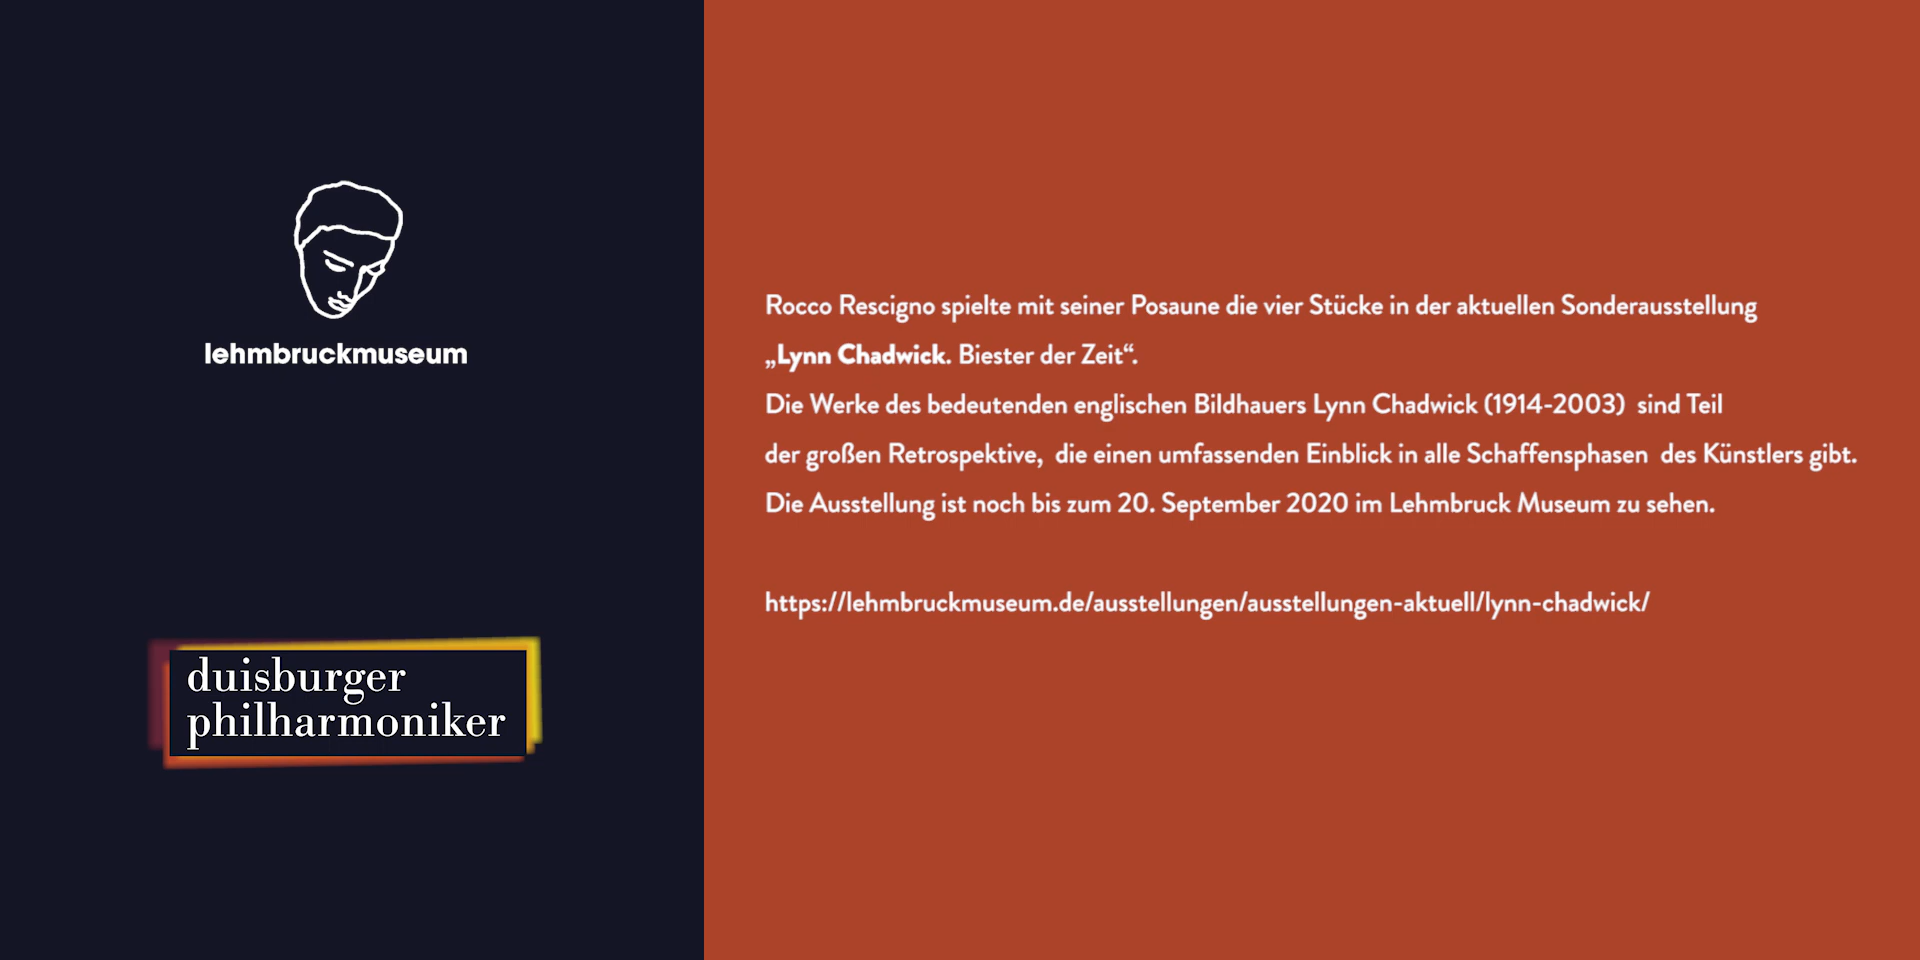 lehmbruckmuseum
duisburger
philharmoniker
Rocco Rescigno spielte mit seiner Posaune die vier Stücke in der aktuellen Sonderausstellung
„Lynn Chadwick. Biester der Zeit“.
Die Werke des bedeutenden englischen Bildhauers Lynn Chadwick (1914-2003) sind Teil
der großen Retrospektive, die einen umfassenden Einblick in alle Schaffensphasen des Künstlers gibt.
Die Ausstellung ist noch bis zum 20. September 2020 im Lehmbruck Museum zu sehen.
https://lehmbruckmuseum.de/ausstellungen/ausstellungen-aktuell/lynn-chadwick/